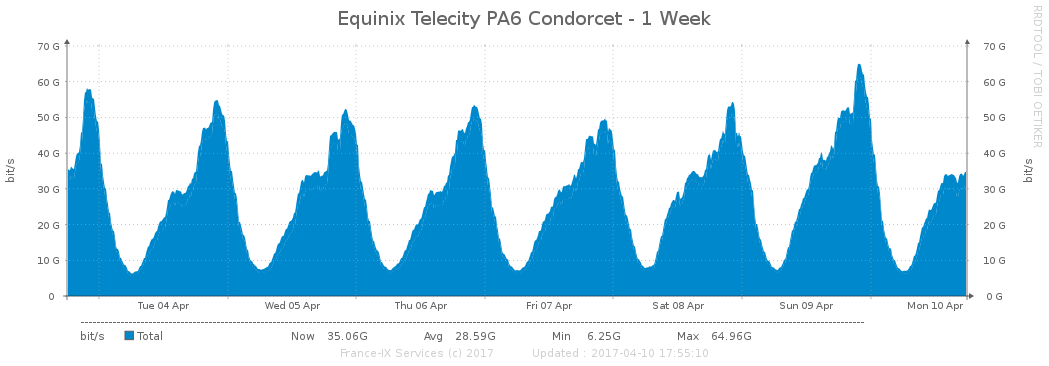 Equinix Telecity PA6 Condorcet - 1 Week
RRDTOOL / TOBI OETIKER
bit/s
70 G
60 G
50 G
40 G
30 G
20 G
10 G
0
70 G
60 G
50 G
40 G
30 G
20 G
10 G
0 G
bit/s
Tue 04 Apr Wed 05 Apr Thu 06 Apr Fri 07 Apr Sat 08 Apr Sun 09 Apr Mon 10 Apr
bit/s Total Now 35.06G Avg 28.59G Min 6.25G Max 64.96G
France-IX Services (c) 2017 Updated : 2017-04-10 17:55:10